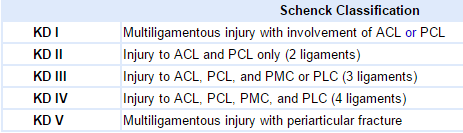 Schenck Classification
KD I Multiligamentous injury with involvement of ACL or PCL
KD II Injury to ACL and PCL only (2 ligaments)
KD III Injury to ACL, PCL, and PMC or PLC (3 ligaments)
KD IV Injury to ACL, PCL, PMC, and PLC (4 ligaments)
KD V Multiligamentous injury with periarticular fracture